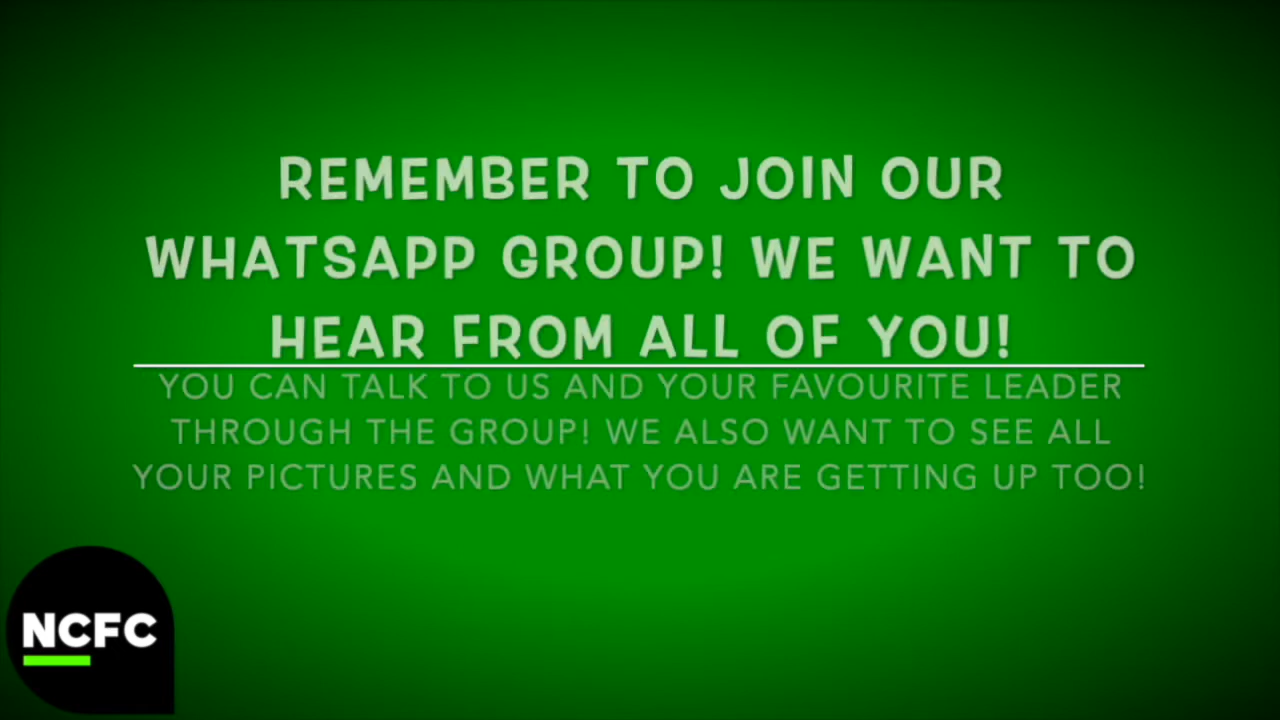 REMEMBER TO JOIN OUR
WHATSAPP GROUP! WE WANT TO
HEAR FROM ALL OF YOU!
YOU CAN TALK TO US AND YOUR FAVOURITE LEADER
THROUGH THE GROUP! WE ALSO WANT TO SEE ALL
YOUR PICTURES AND WHAT YOU ARE GETTING UP TOO!
NCFC